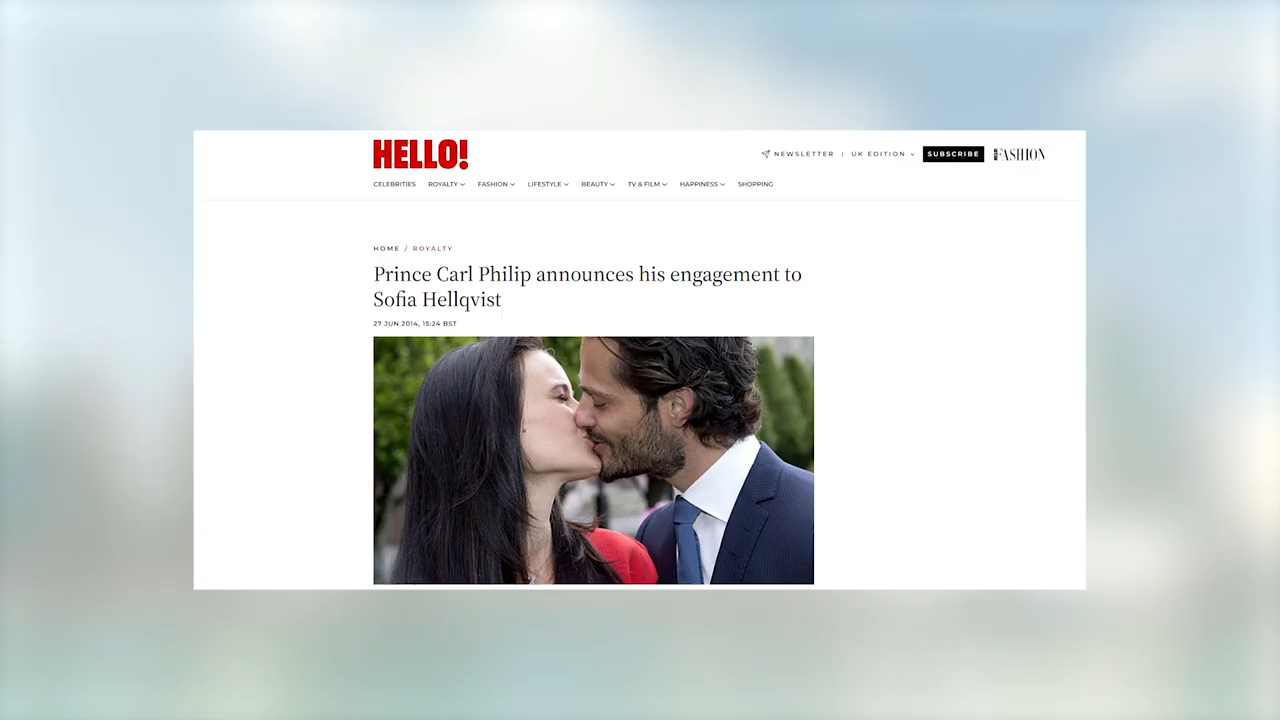 HELLO!
NEWSLETTER | UK EDITION SUBSCRIBE FASHION
CELEBRITIES ROYALTY FASHION LIFESTYLE BEAUTY TV & FILM HAPPINESS SHOPPING
HOME / ROYALTY
Prince Carl Philip announces his engagement to
Sofia Hellqvist
27 JUN 2014, 15:24 BST